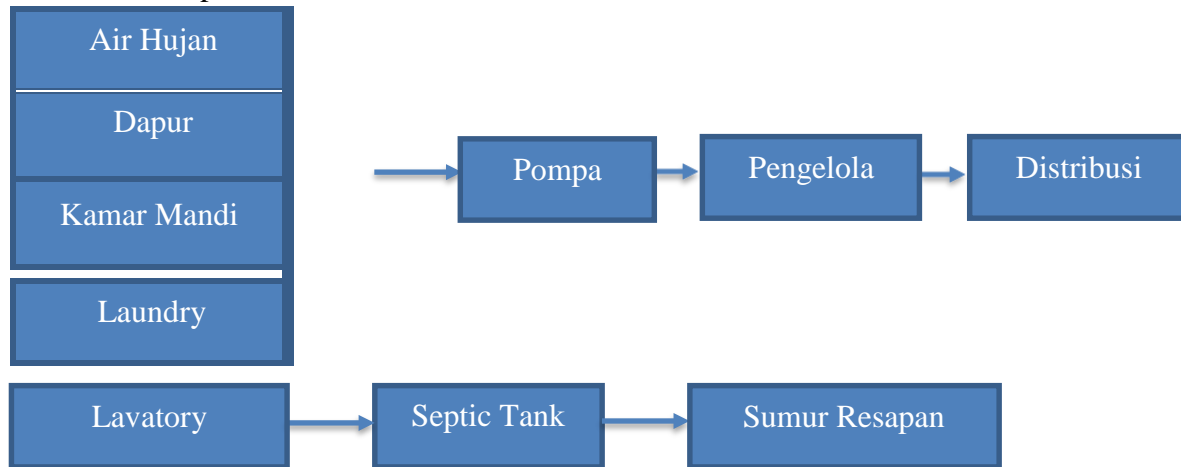 Air Hujan
Dapur
Kamar Mandi
Pompa
Pengelola
Distribusi
Laundry
Lavatory
Septic Tank
Sumur Resapan